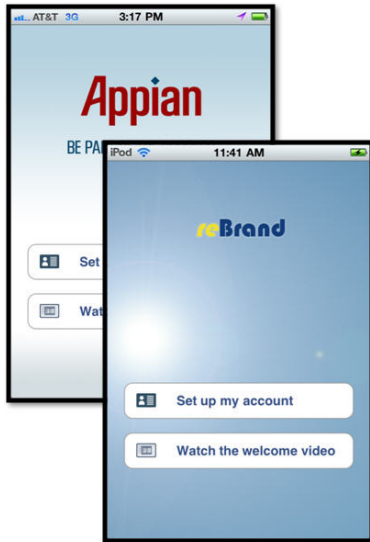 AT&T 3G 3:17 PM
Appian
BE PA
Set
Wat
iPod 11:41 AM
reBrand
Set up my account
Watch the welcome video